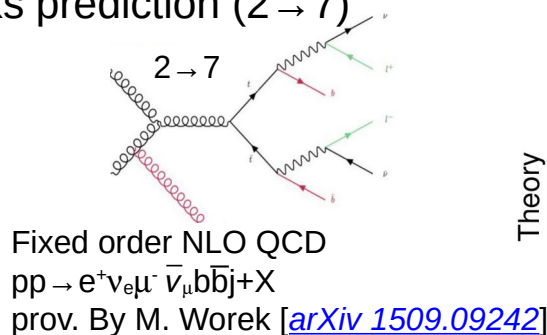 s prediction (2→7)
2→7
ν
l⁺
t
b
l⁻
t̄
ν̄
b̄
Theory
Fixed order NLO QCD
pp→e⁺νₑμ⁻ ν̅μbb̅j+X
prov. By M. Worek [arXiv 1509.09242]